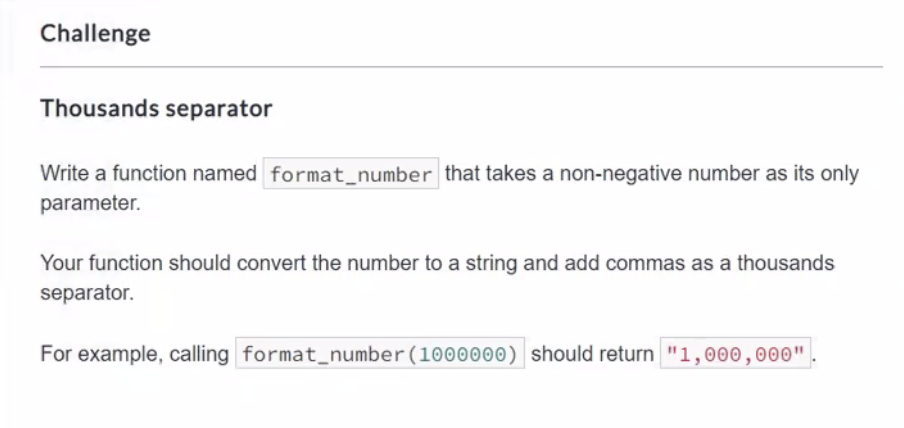 Challenge
Thousands separator
Write a function named format_number that takes a non-negative number as its only
parameter.
Your function should convert the number to a string and add commas as a thousands
separator.
For example, calling format_number(1000000) should return "1,000,000".